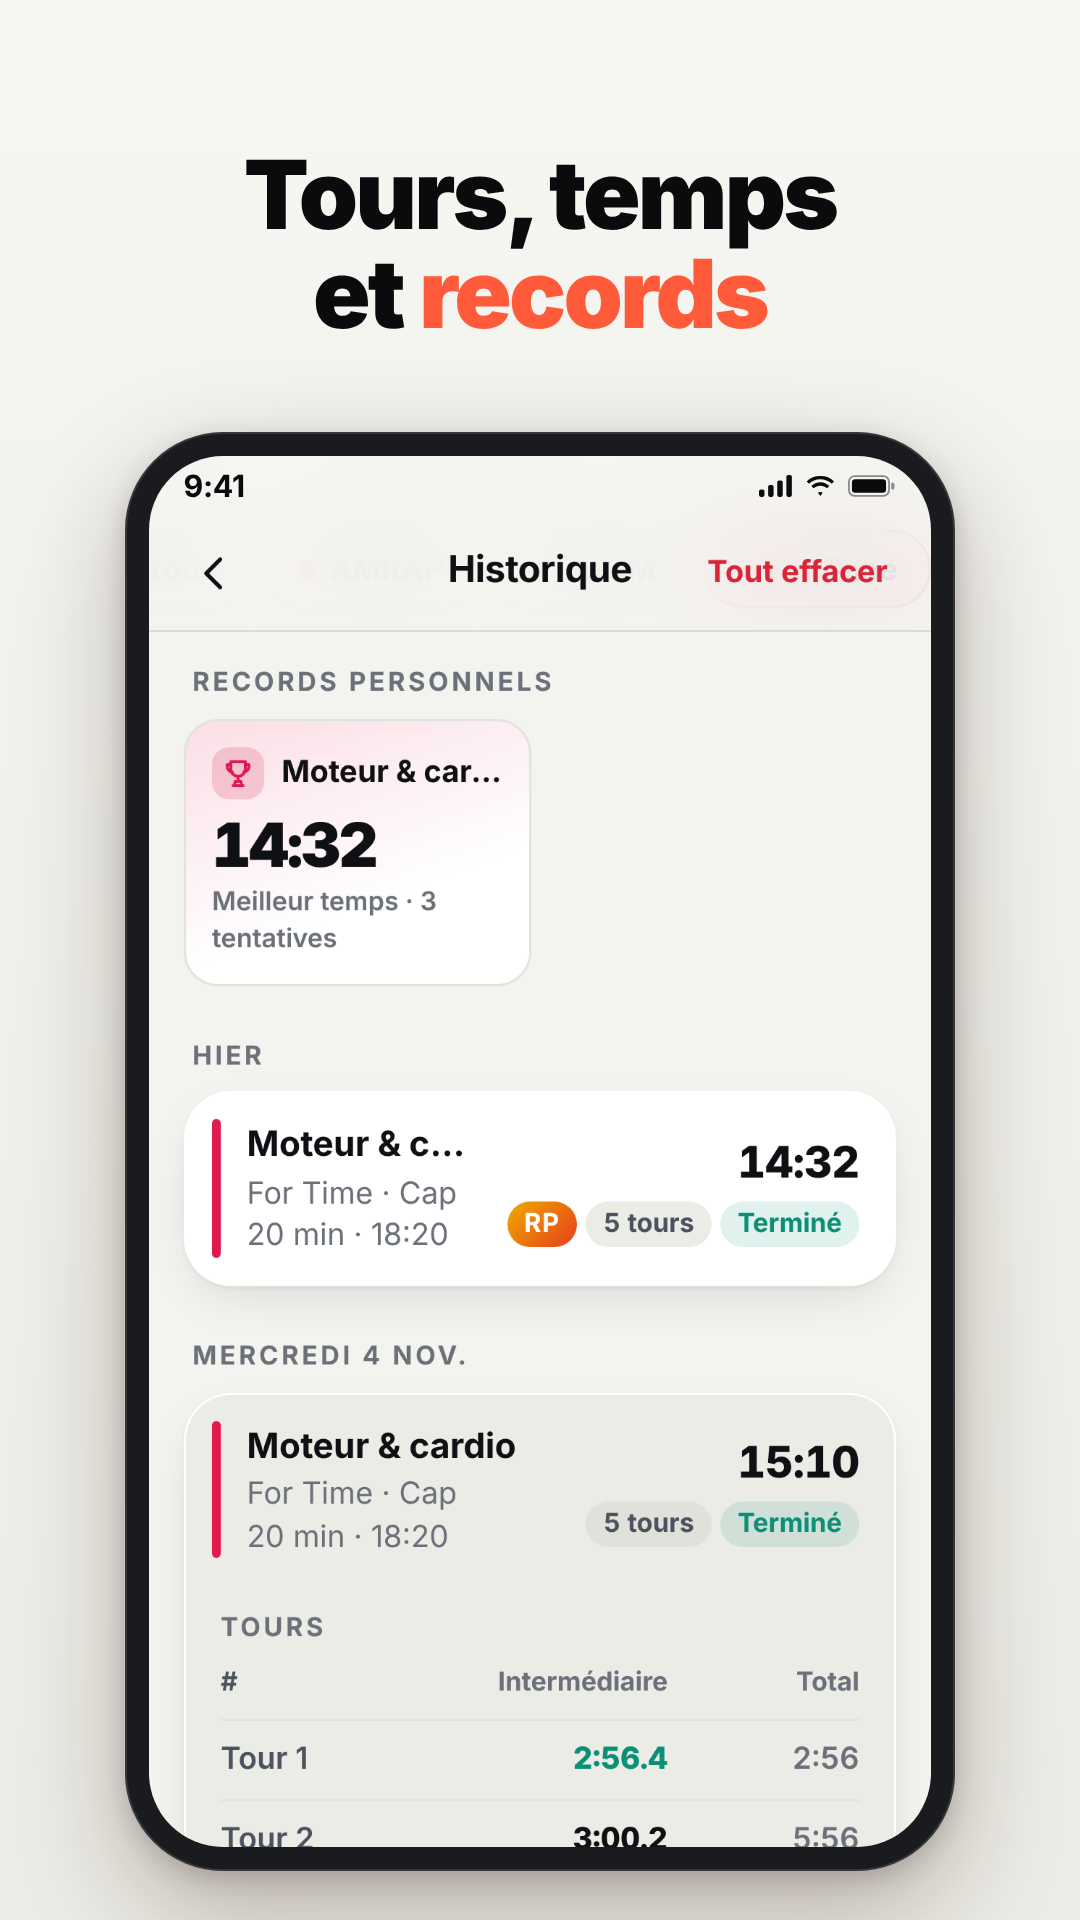 Tours, temps
et records
9:41
AMRAP
Historique
Tout effacer
RECORDS PERSONNELS
Moteur & car...
14:32
Meilleur temps · 3
tentatives
HIER
Moteur & c...
14:32
For Time · Cap
20 min · 18:20
RP
5 tours
Terminé
MERCREDI 4 NOV.
Moteur & cardio
15:10
For Time · Cap
20 min · 18:20
5 tours
Terminé
TOURS
# Intermédiaire Total
Tour 1 2:56.4 2:56
Tour 2 3:00.2 5:56